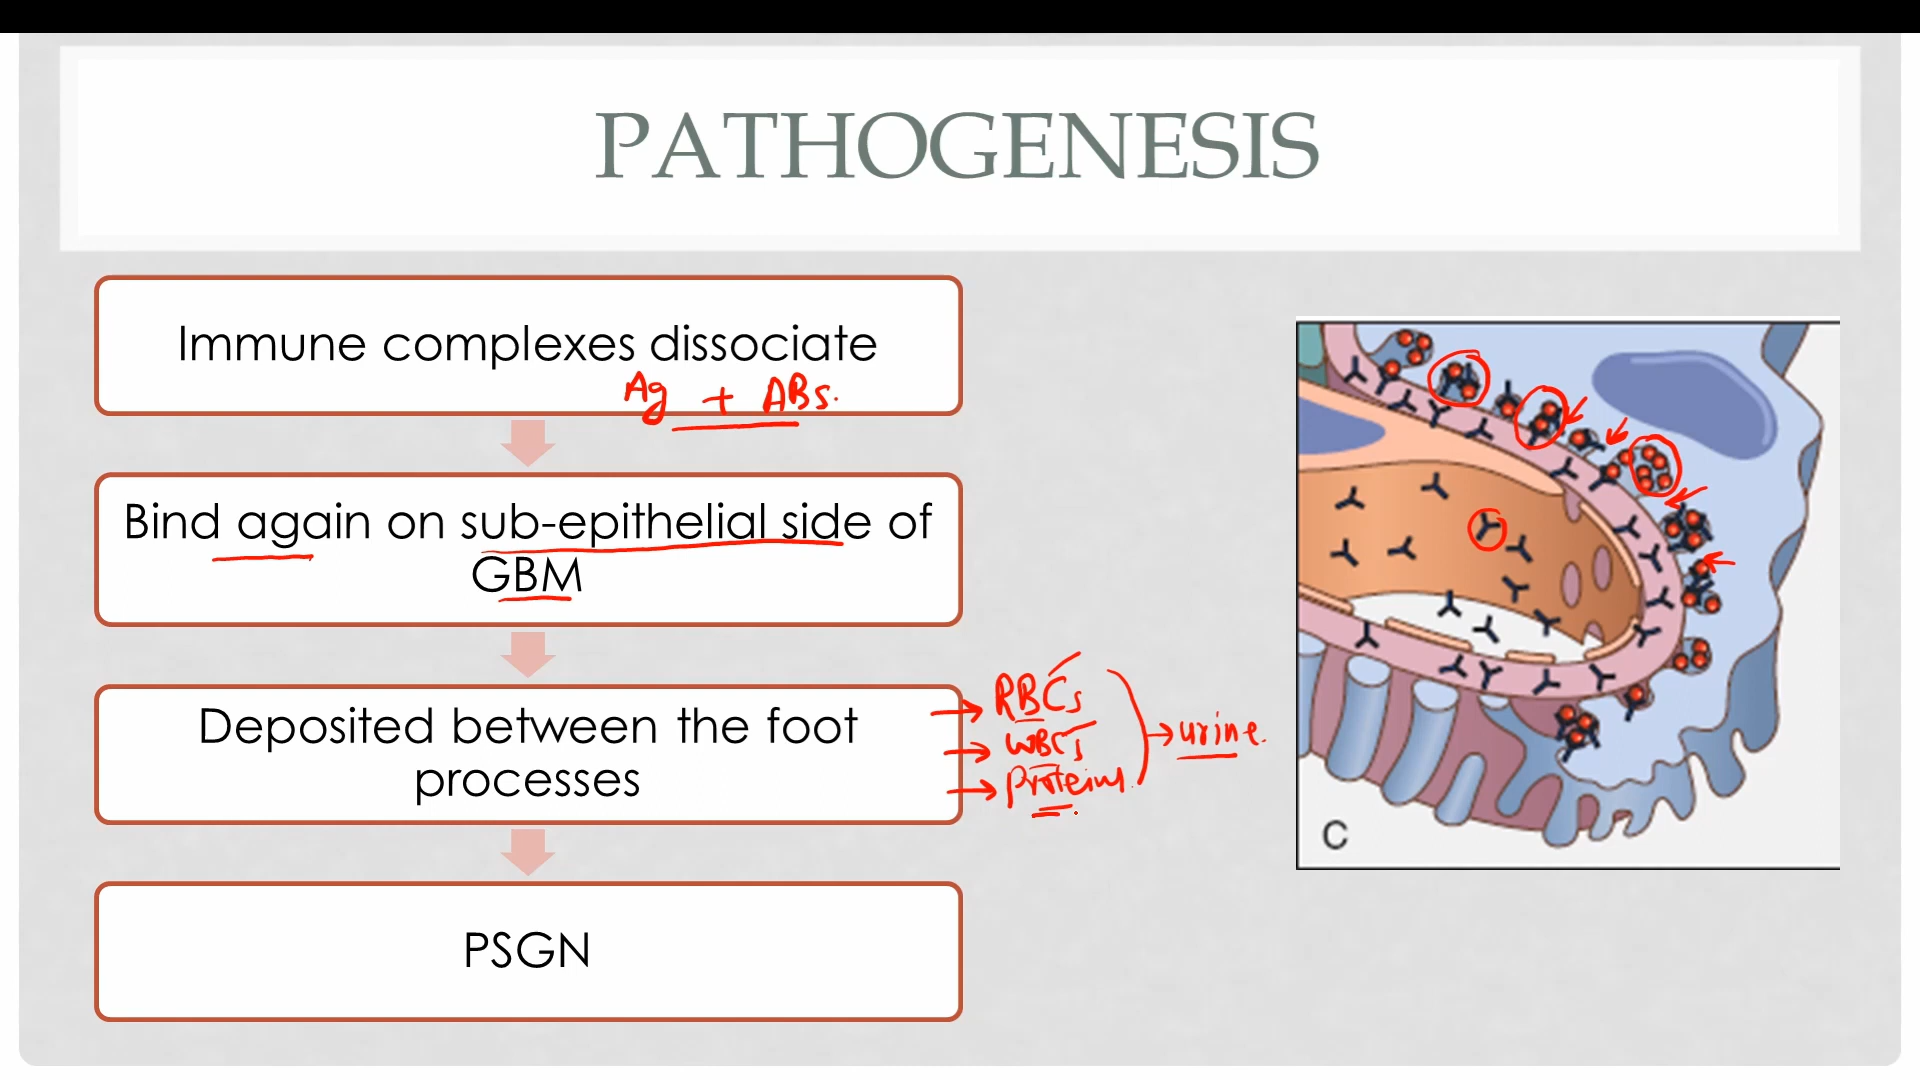 PATHOGENESIS
Immune complexes dissociate
Ag + ABs.
Bind again on sub-epithelial side of
GBM
Deposited between the foot
processes
RBCs
WBCs
Proteins
urine.
PSGN
C